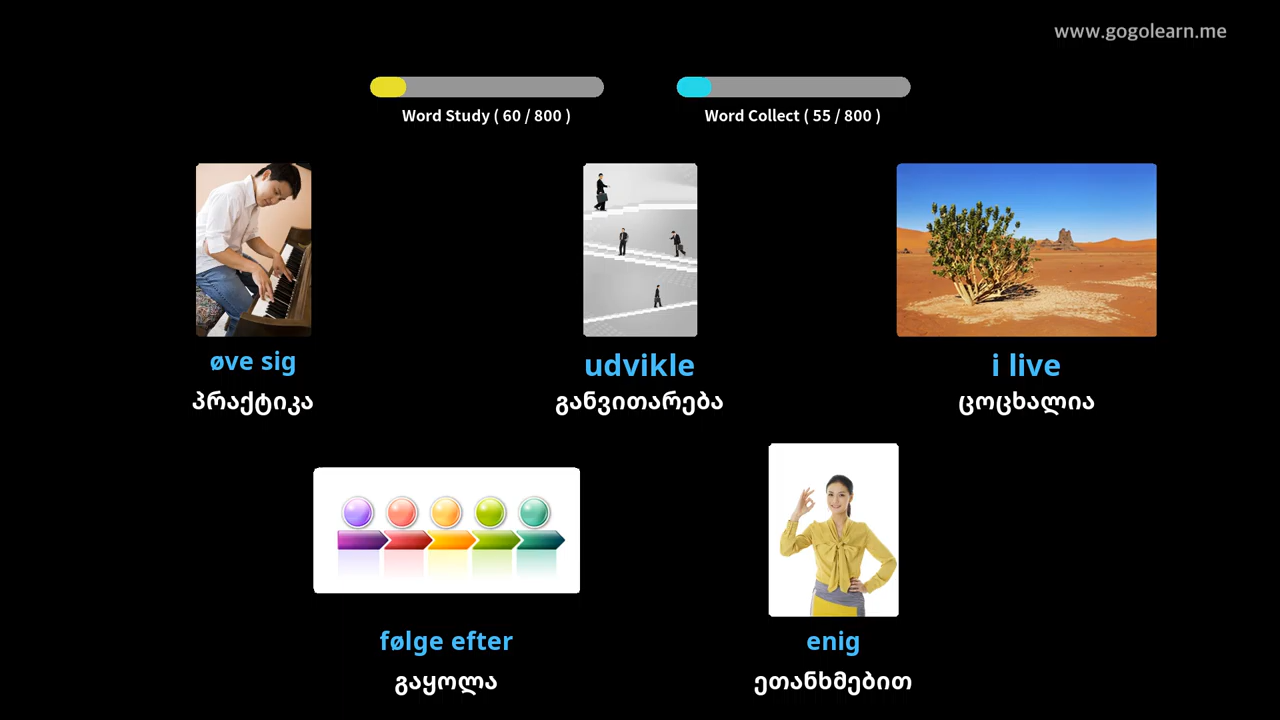 www.gogolearn.me
Word Study ( 60 / 800 )
Word Collect ( 55 / 800 )
øve sig
პრაქტიკა
udvikle
განვითარება
i live
ცოცხალია
følge efter
გაყოლა
enig
ეთანხმებით